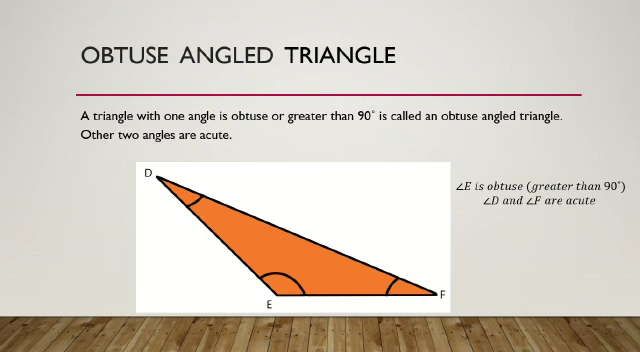 OBTUSE ANGLED TRIANGLE
A triangle with one angle is obtuse or greater than 90° is called an obtuse angled triangle.
Other two angles are acute.
D
∠E is obtuse (greater than 90°)
∠D and ∠F are acute
F
E